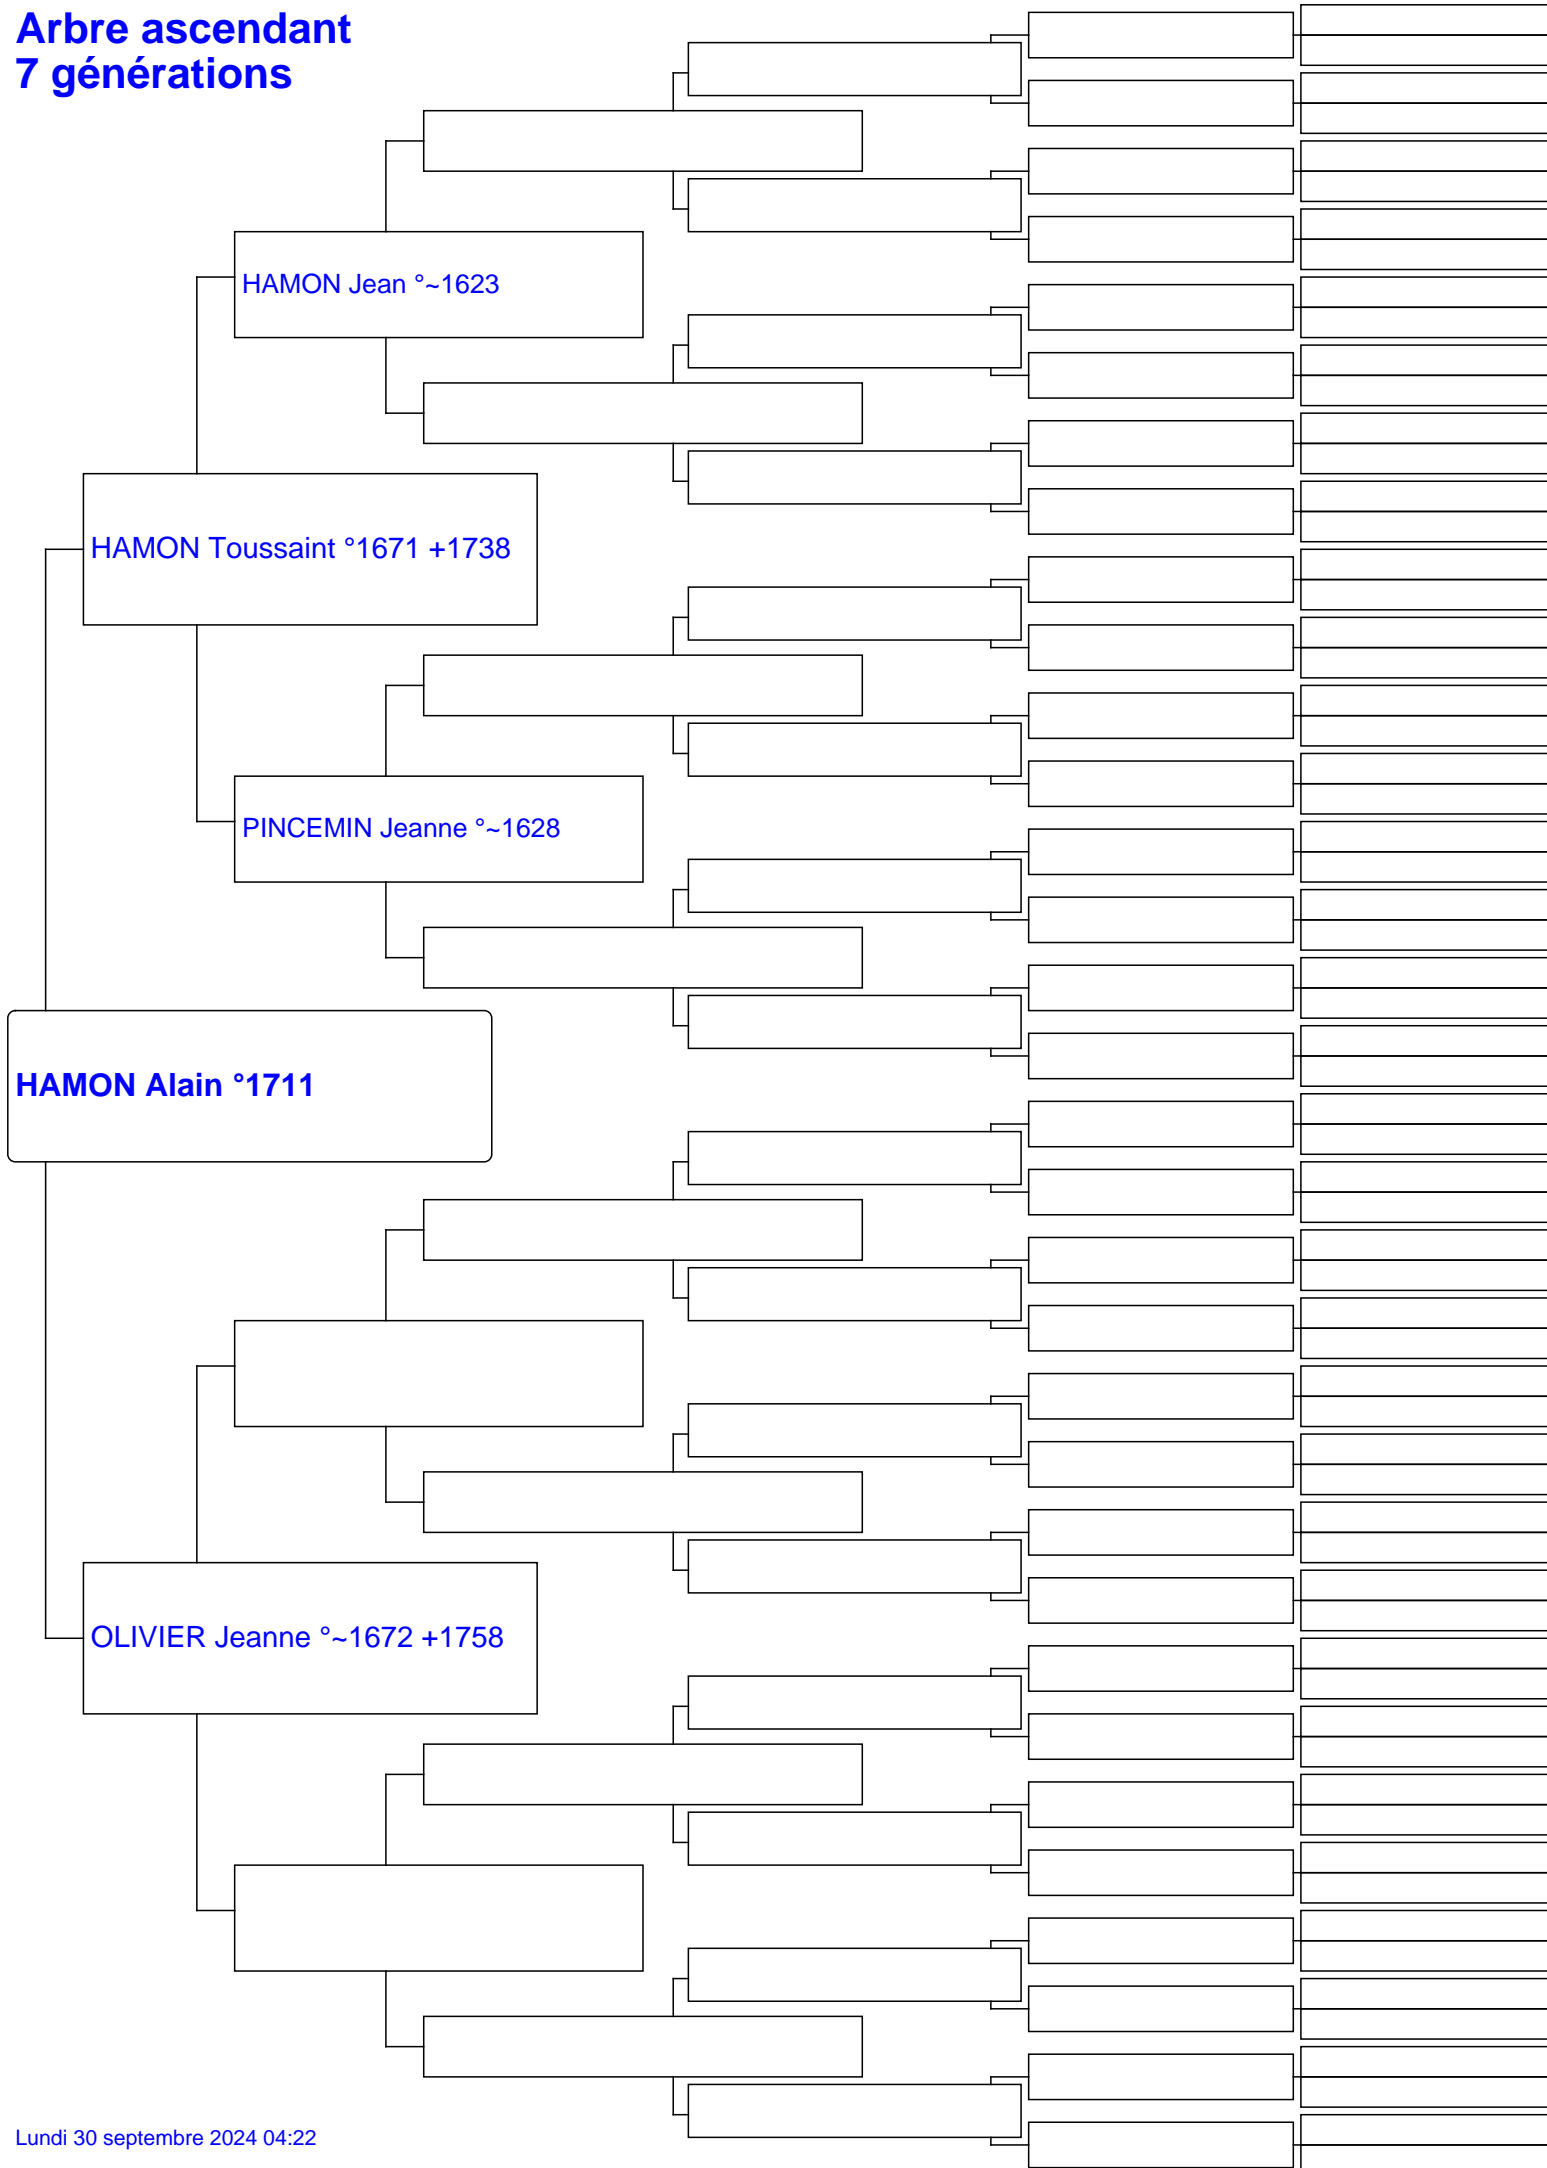 Arbre ascendant
7 générations
HAMON Jean °~1623
HAMON Toussaint °1671 +1738
PINCEMIN Jeanne °~1628
HAMON Alain °1711
OLIVIER Jeanne °~1672 +1758
Lundi 30 septembre 2024 04:22